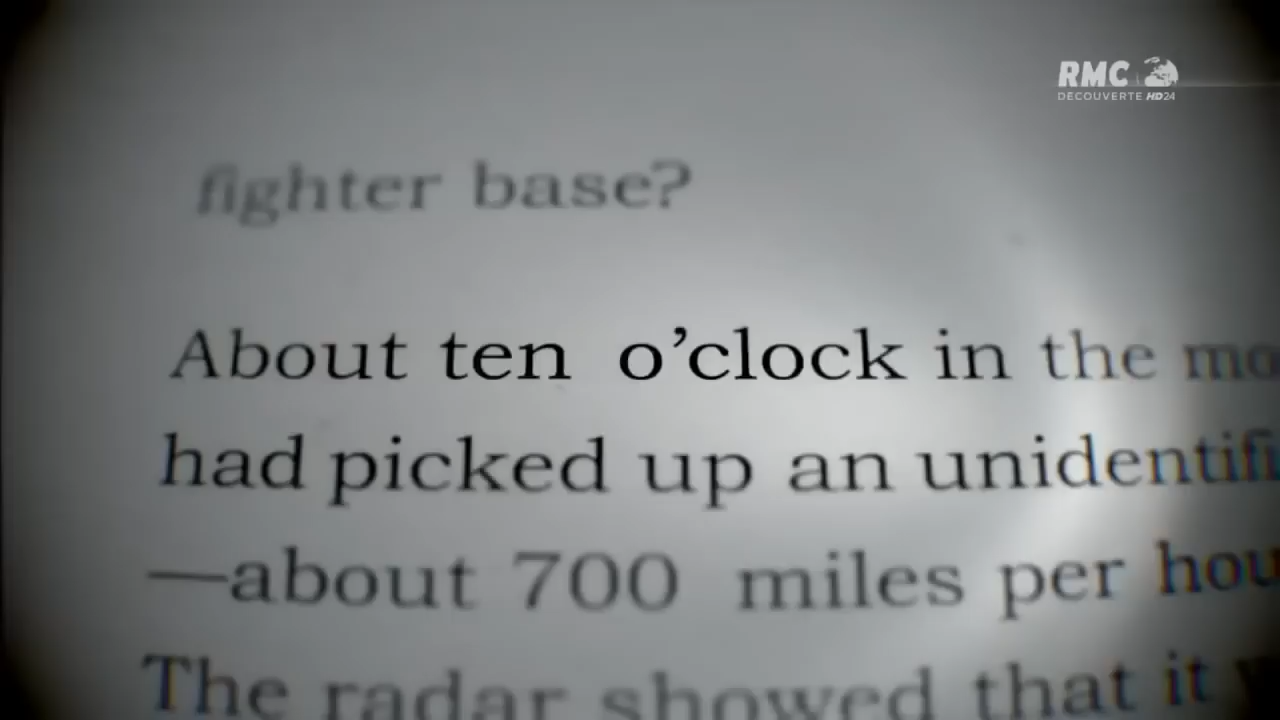 RMC
DECOUVERTE HD24
fighter base?
About ten o'clock in the
had picked up an
—about 700 miles per
The radar showed that it